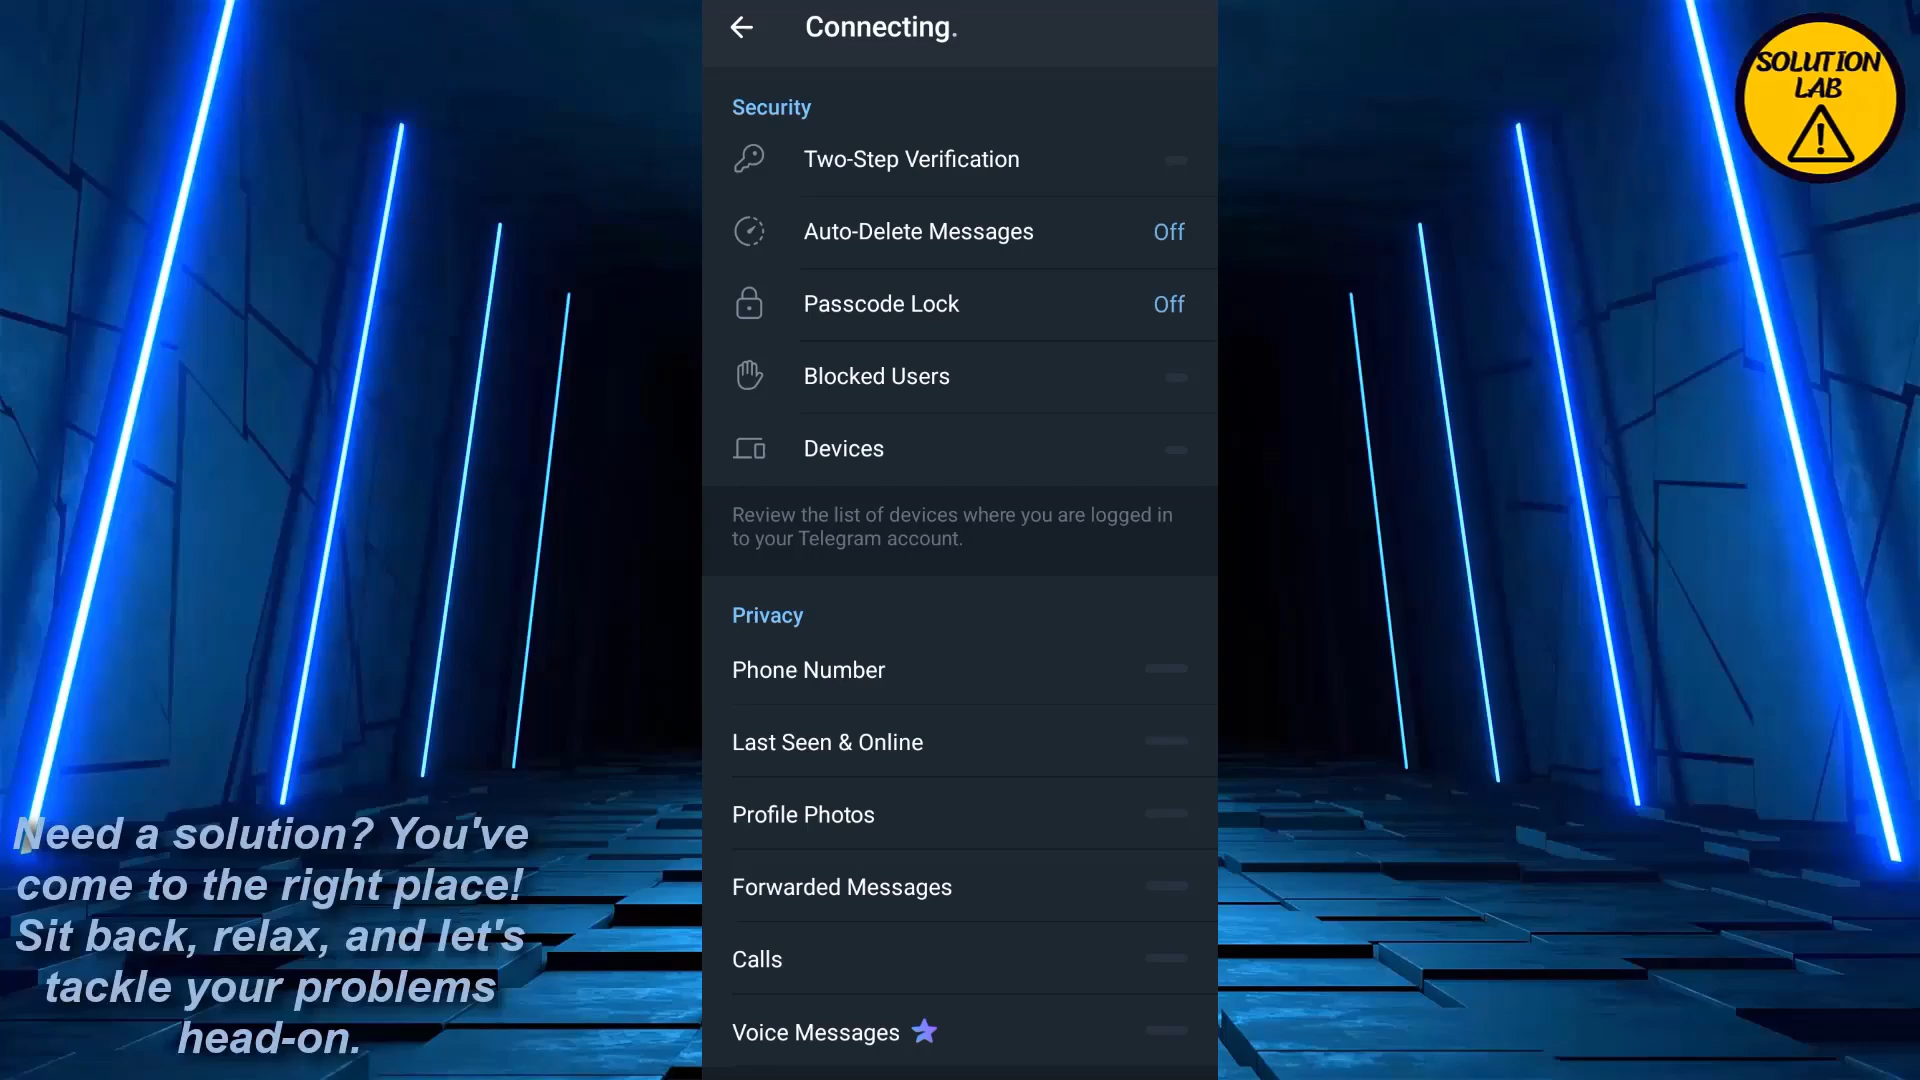 Connecting.
Security
Two-Step Verification
Auto-Delete Messages Off
Passcode Lock Off
Blocked Users
Devices
Review the list of devices where you are logged in
to your Telegram account.
Privacy
Phone Number
Last Seen & Online
Profile Photos
Forwarded Messages
Calls
Voice Messages
SOLUTION
LAB
Need a solution? You've
come to the right place!
Sit back, relax, and let's
tackle your problems
head-on.